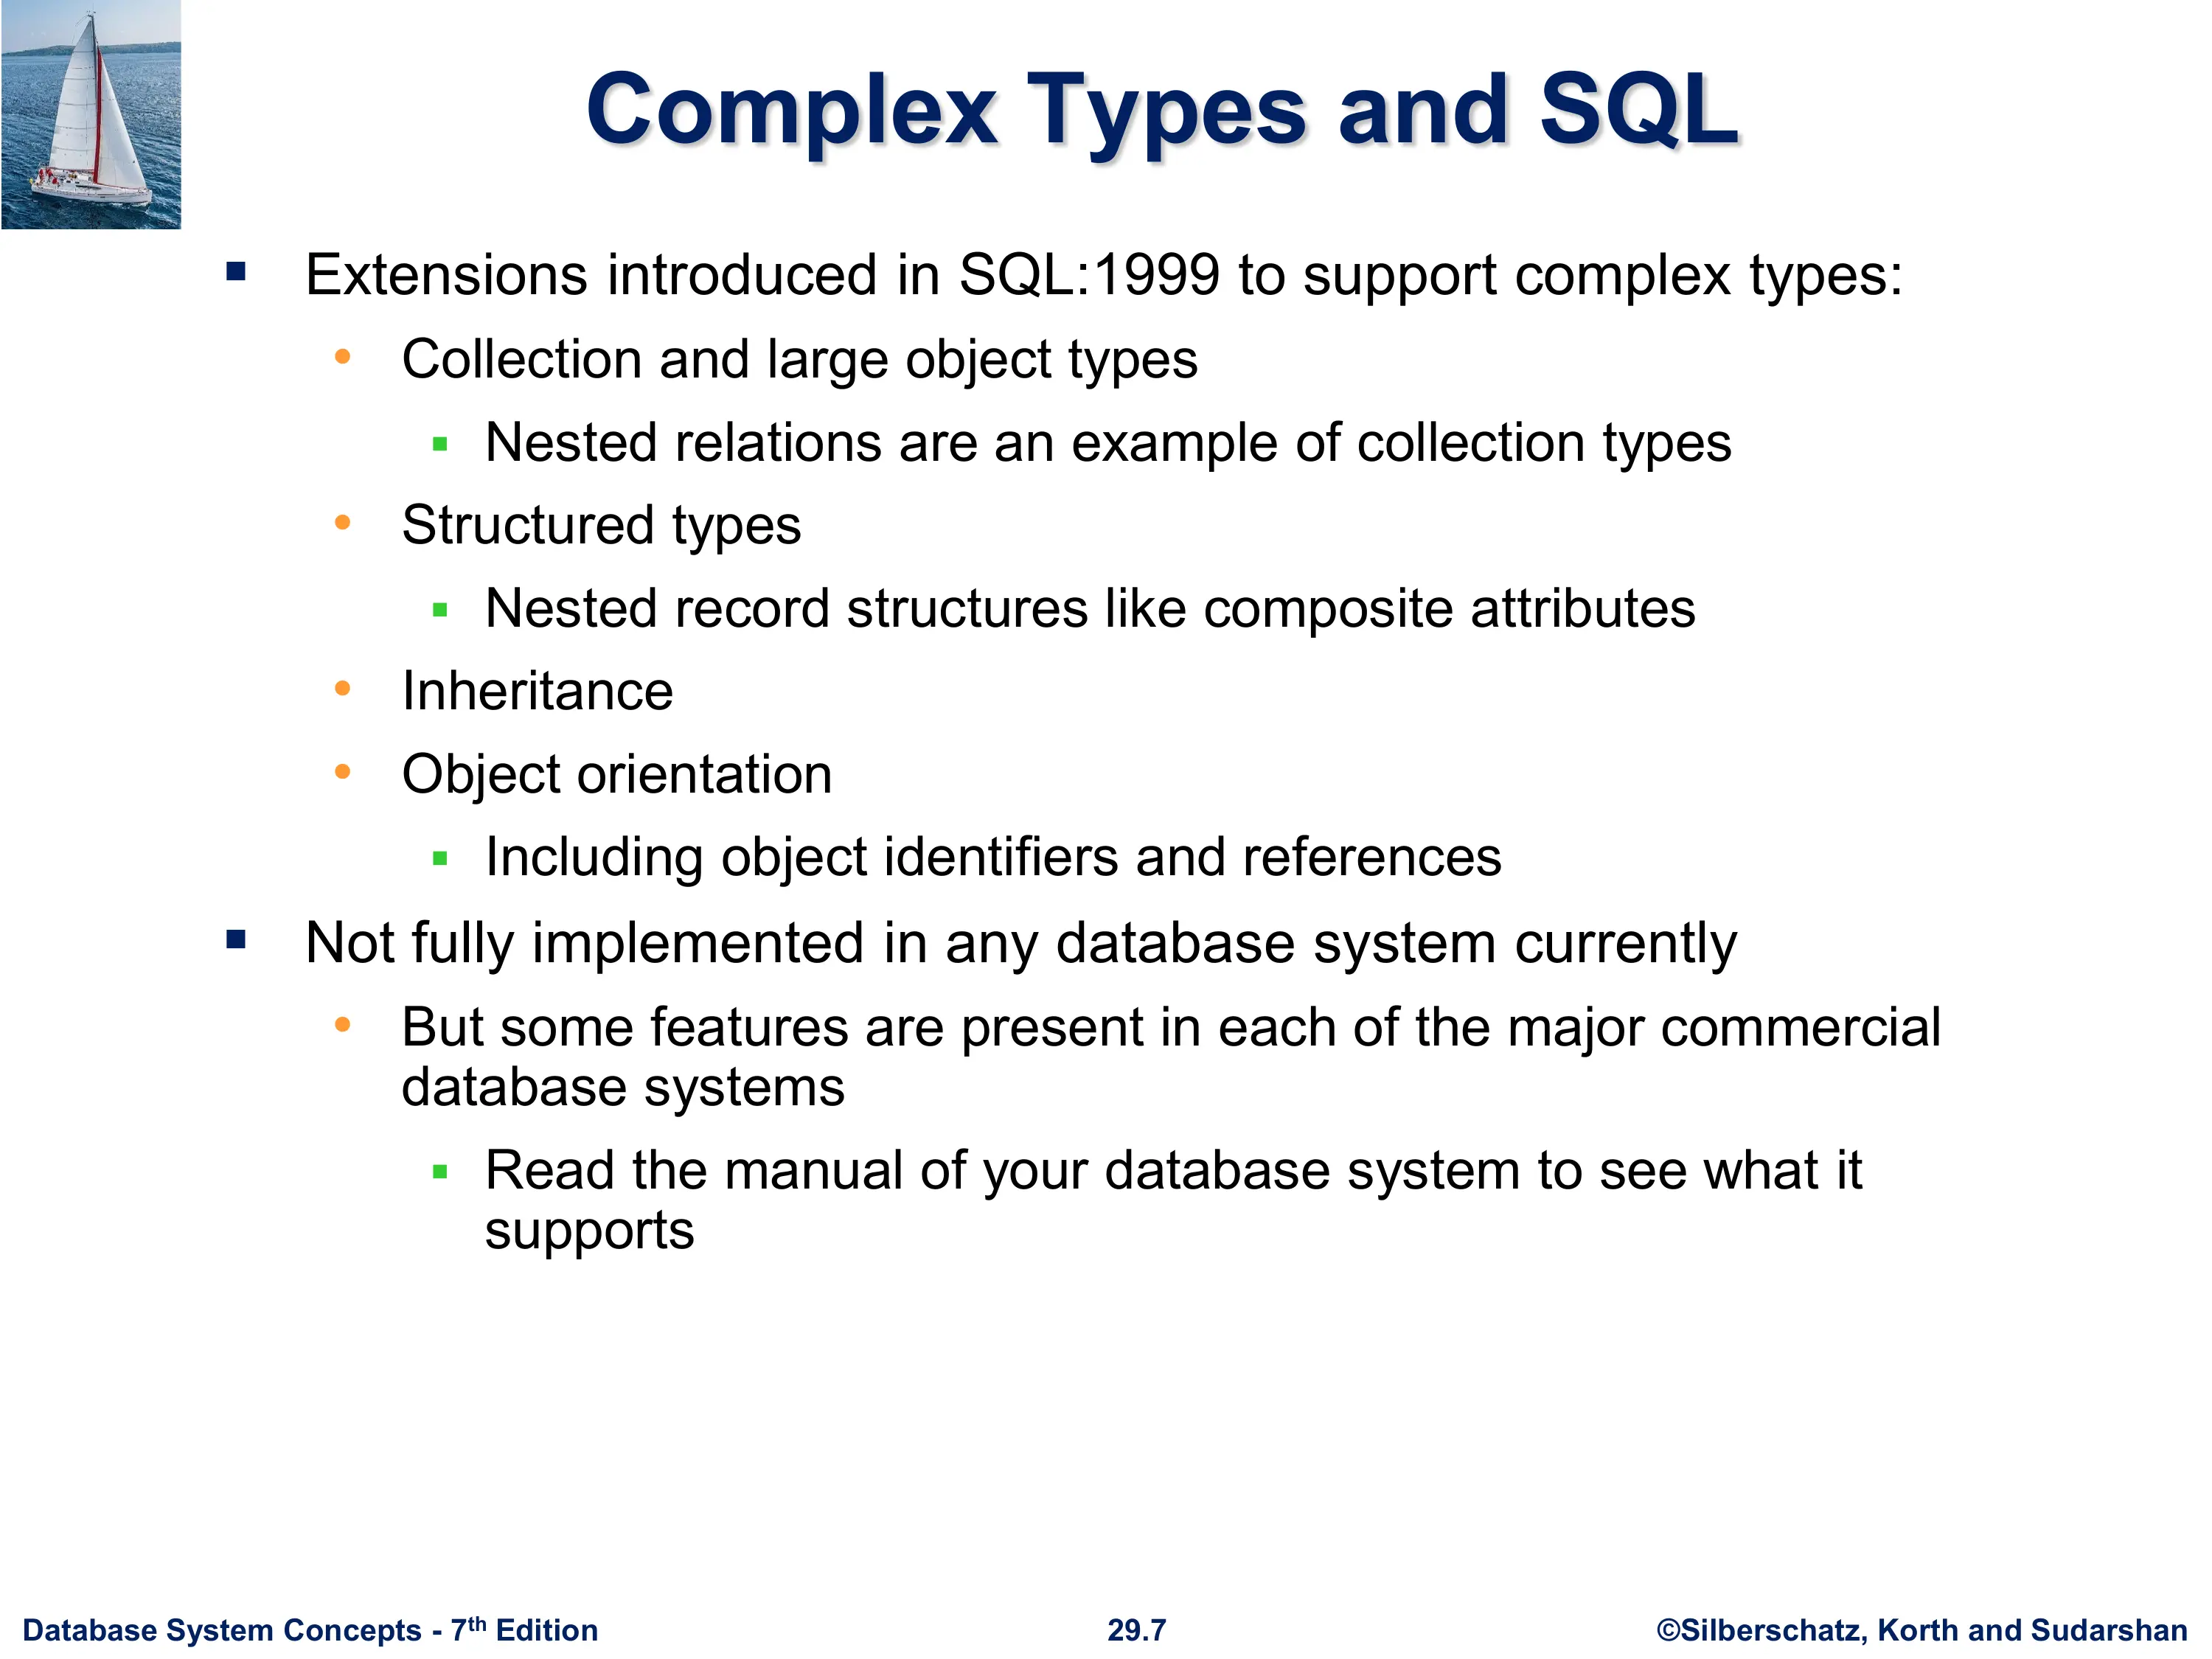 Complex Types and SQL
▪ Extensions introduced in SQL:1999 to support complex types:
• Collection and large object types
▪ Nested relations are an example of collection types
• Structured types
▪ Nested record structures like composite attributes
• Inheritance
• Object orientation
▪ Including object identifiers and references
▪ Not fully implemented in any database system currently
• But some features are present in each of the major commercial
database systems
▪ Read the manual of your database system to see what it
supports
Database System Concepts - 7th Edition
29.7
©Silberschatz, Korth and Sudarshan